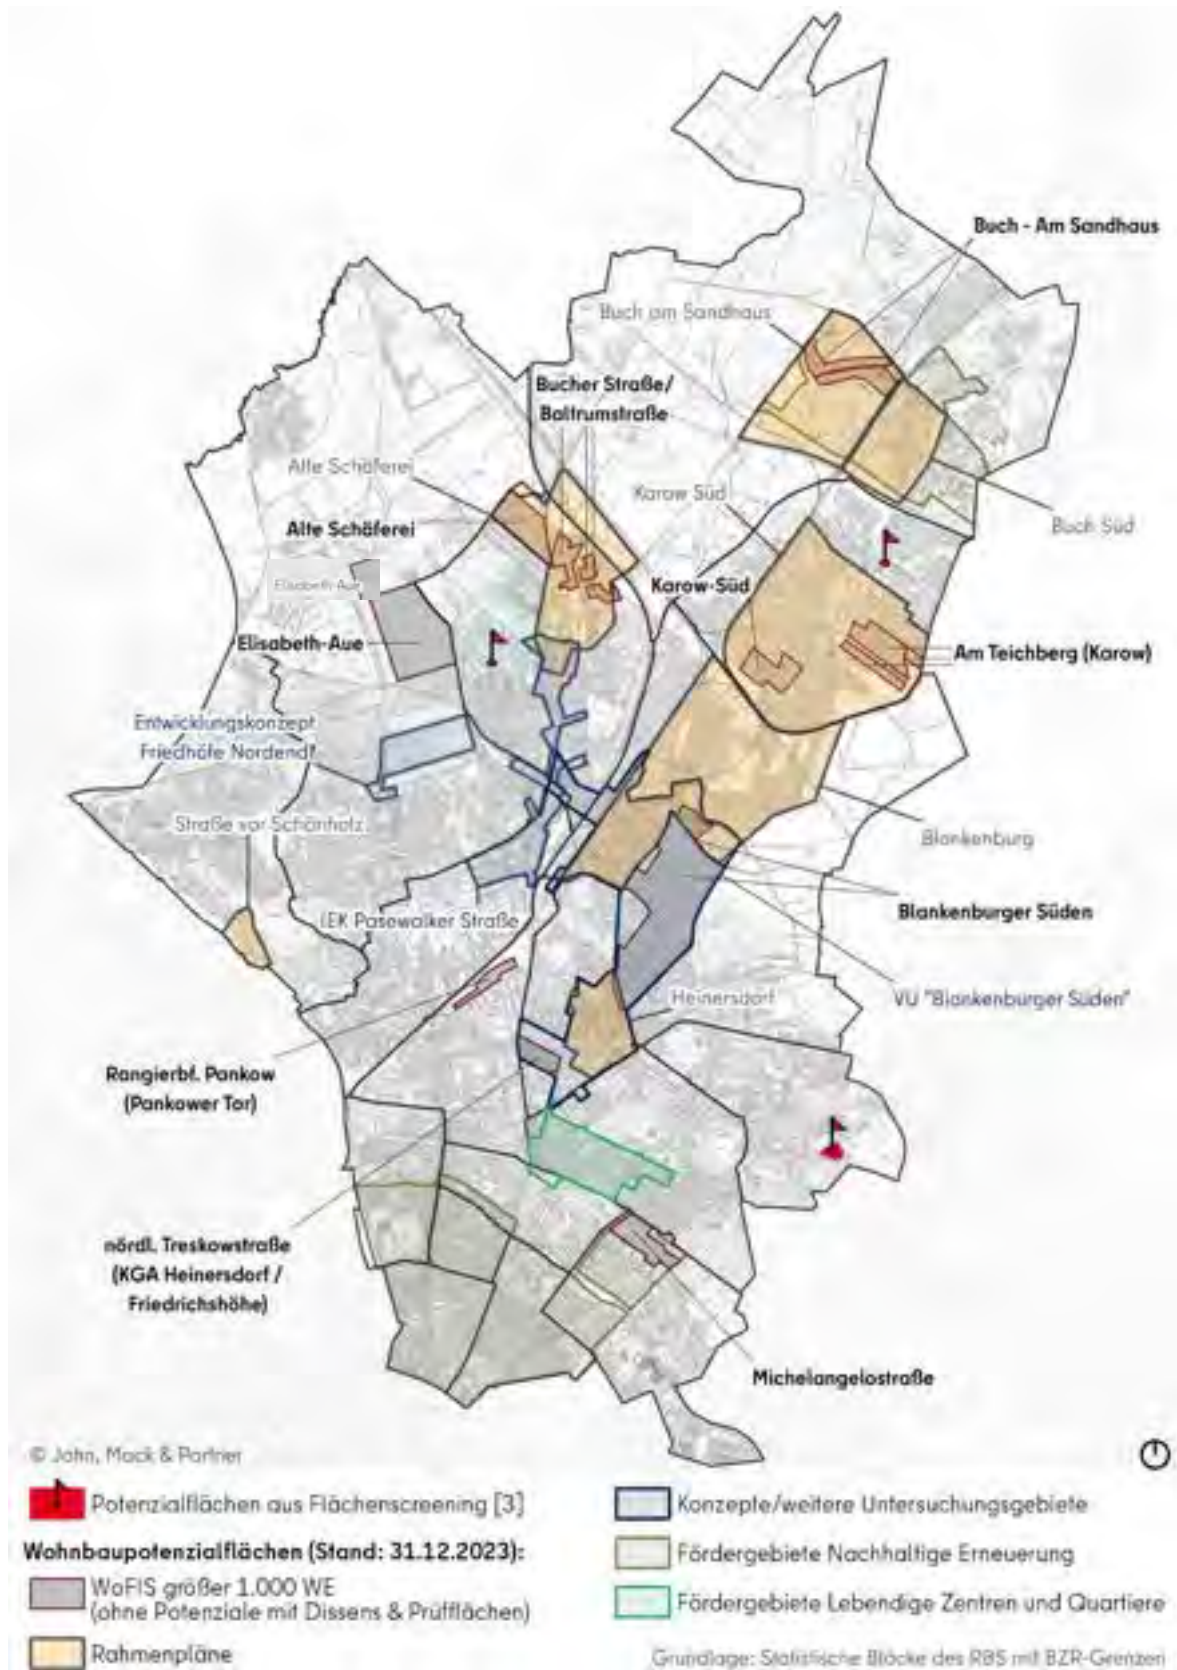 Buch - Am Sandhaus
Buch am Sandhaus
Bucher Straße/
Baltrumstraße
Alte Schäferei
Karow Süd
Alte Schäferei
Buch Süd
Elisabeth-Aue
Karow-Süd
Elisabeth-Aue
Am Teichberg (Karow)
Entwicklungskonzept
Friedhöfe Nordend
Straße vor Schönholz
Blankenburg
IEK Pasewalker Straße
Blankenburger Süden
Heinersdorf
VU "Blankenburger Süden"
Rangierbf. Pankow
(Pankower Tor)
nördl. Treskowstraße
(KGA Heinersdorf /
Friedrichshöhe)
Michelangelostraße
© Jahn, Mack & Partner
Potenzialflächen aus Flächenscreening [3]
Wohnbaupotenzialflächen (Stand: 31.12.2023):
WoFIS größer 1.000 WE
(ohne Potenziale mit Dissens & Prüfflächen)
Rahmenpläne
Konzepte/weitere Untersuchungsgebiete
Fördergebiete Nachhaltige Erneuerung
Fördergebiete Lebendige Zentren und Quartiere
Grundlage: Statistische Blöcke des RBS mit BZR-Grenzen